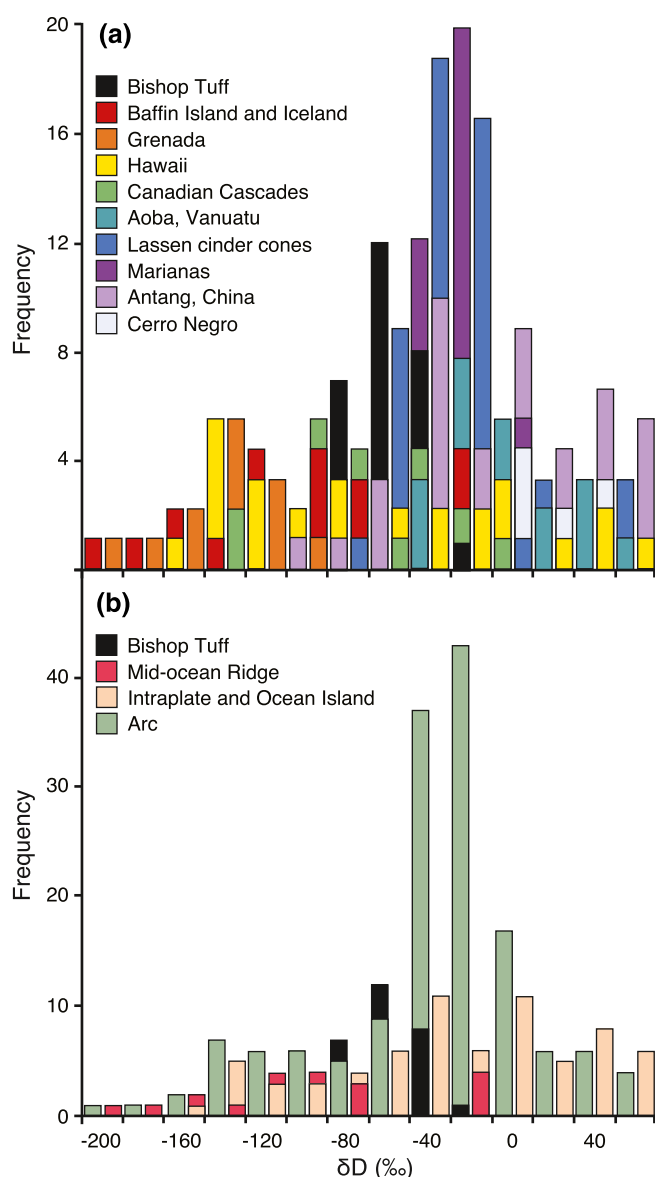 20
(a)
Bishop Tuff
Baffin Island and Iceland
Grenada
Hawaii
16
Canadian Cascades
Aoba, Vanuatu
Lassen cinder cones
12
Marianas
Antang, China
Cerro Negro
Frequency
8
4
(b)
Bishop Tuff
Mid-ocean Ridge
Intraplate and Ocean Island
Arc
40
30
Frequency
20
10
0
-200 -160 -120 -80 -40 0 40
δD (‰)